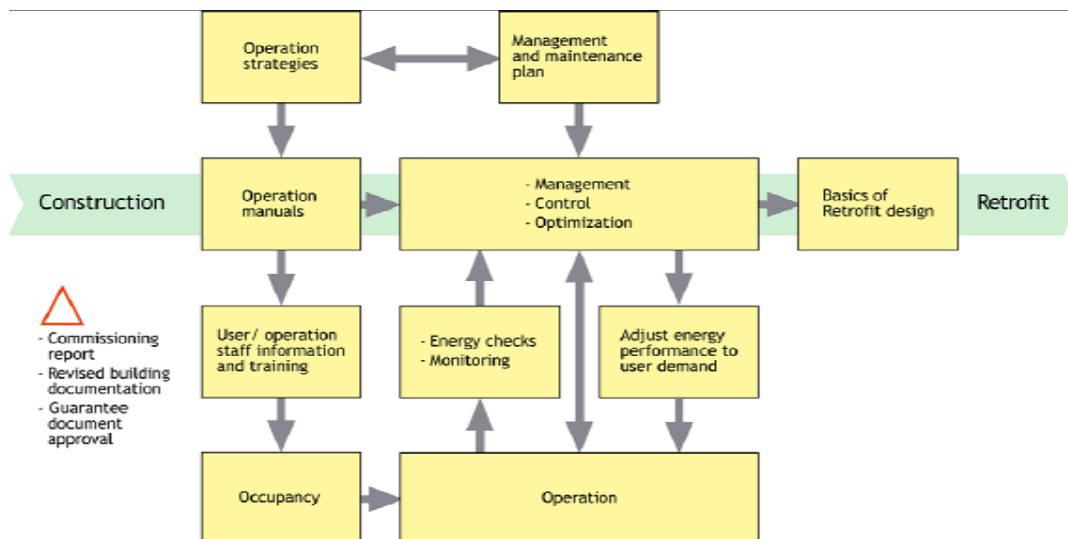 Operation
strategies
Management
and maintenance
plan
Construction
Operation
manuals
- Management
- Control
- Optimization
Basics of
Retrofit design
Retrofit
- Commissioning
report
- Revised building
documentation
- Guarantee
document
approval
User/ operation
staff information
and training
- Energy checks
- Monitoring
Adjust energy
performance to
user demand
Occupancy
Operation